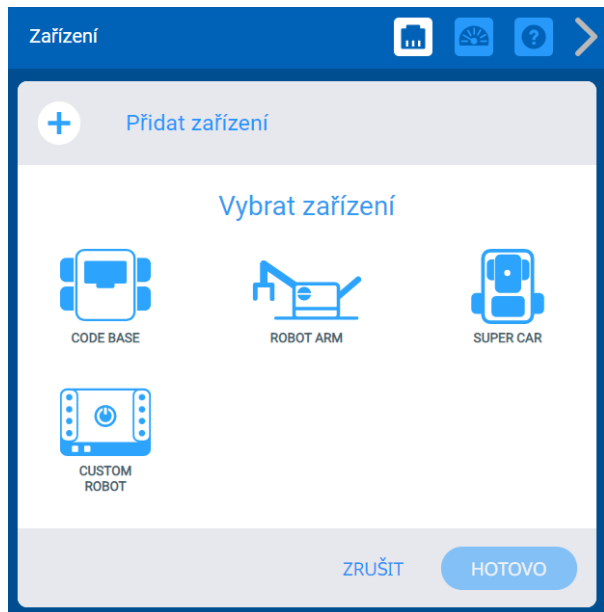 Zařízení
Přidat zařízení
Vybrat zařízení
CODE BASE
ROBOT ARM
SUPER CAR
CUSTOM
ROBOT
ZRUŠIT
HOTOVO